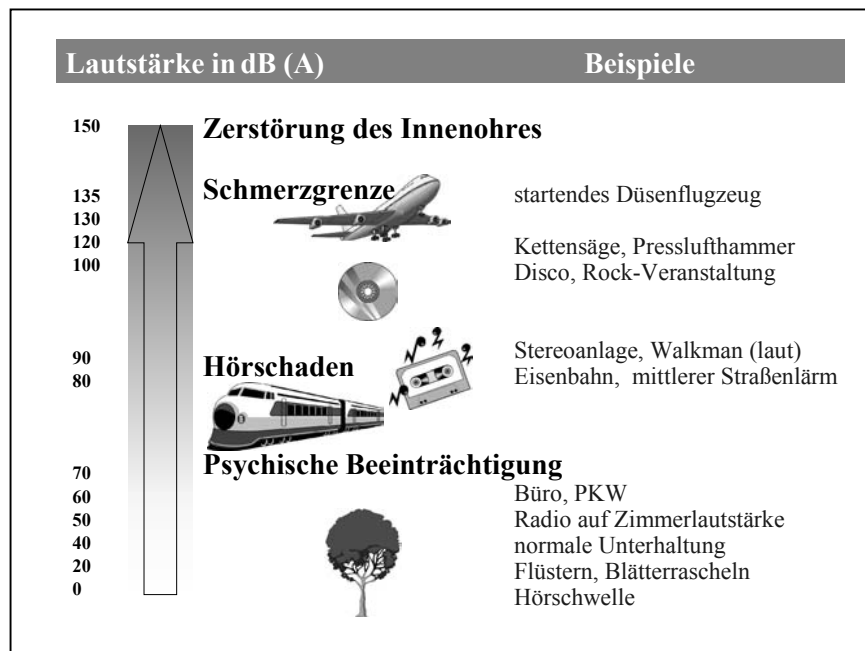 Lautstärke in dB (A) Beispiele
150 Zerstörung des Innenohres
135 Schmerzgrenze startendes Düsenflugzeug
130
120 Kettensäge, Presslufthammer
100 Disco, Rock-Veranstaltung
90 Hörschaden Stereoanlage, Walkman (laut)
80 Eisenbahn, mittlerer Straßenlärm
70 Psychische Beeinträchtigung
60 Büro, PKW
50 Radio auf Zimmerlautstärke
40 normale Unterhaltung
20 Flüstern, Blätterrascheln
0 Hörschwelle